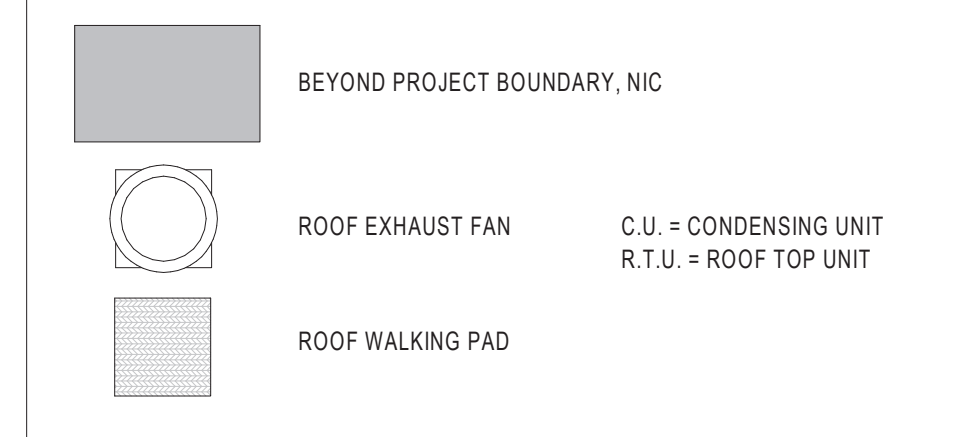 BEYOND PROJECT BOUNDARY, NIC
ROOF EXHAUST FAN
C.U. = CONDENSING UNIT
R.T.U. = ROOF TOP UNIT
ROOF WALKING PAD